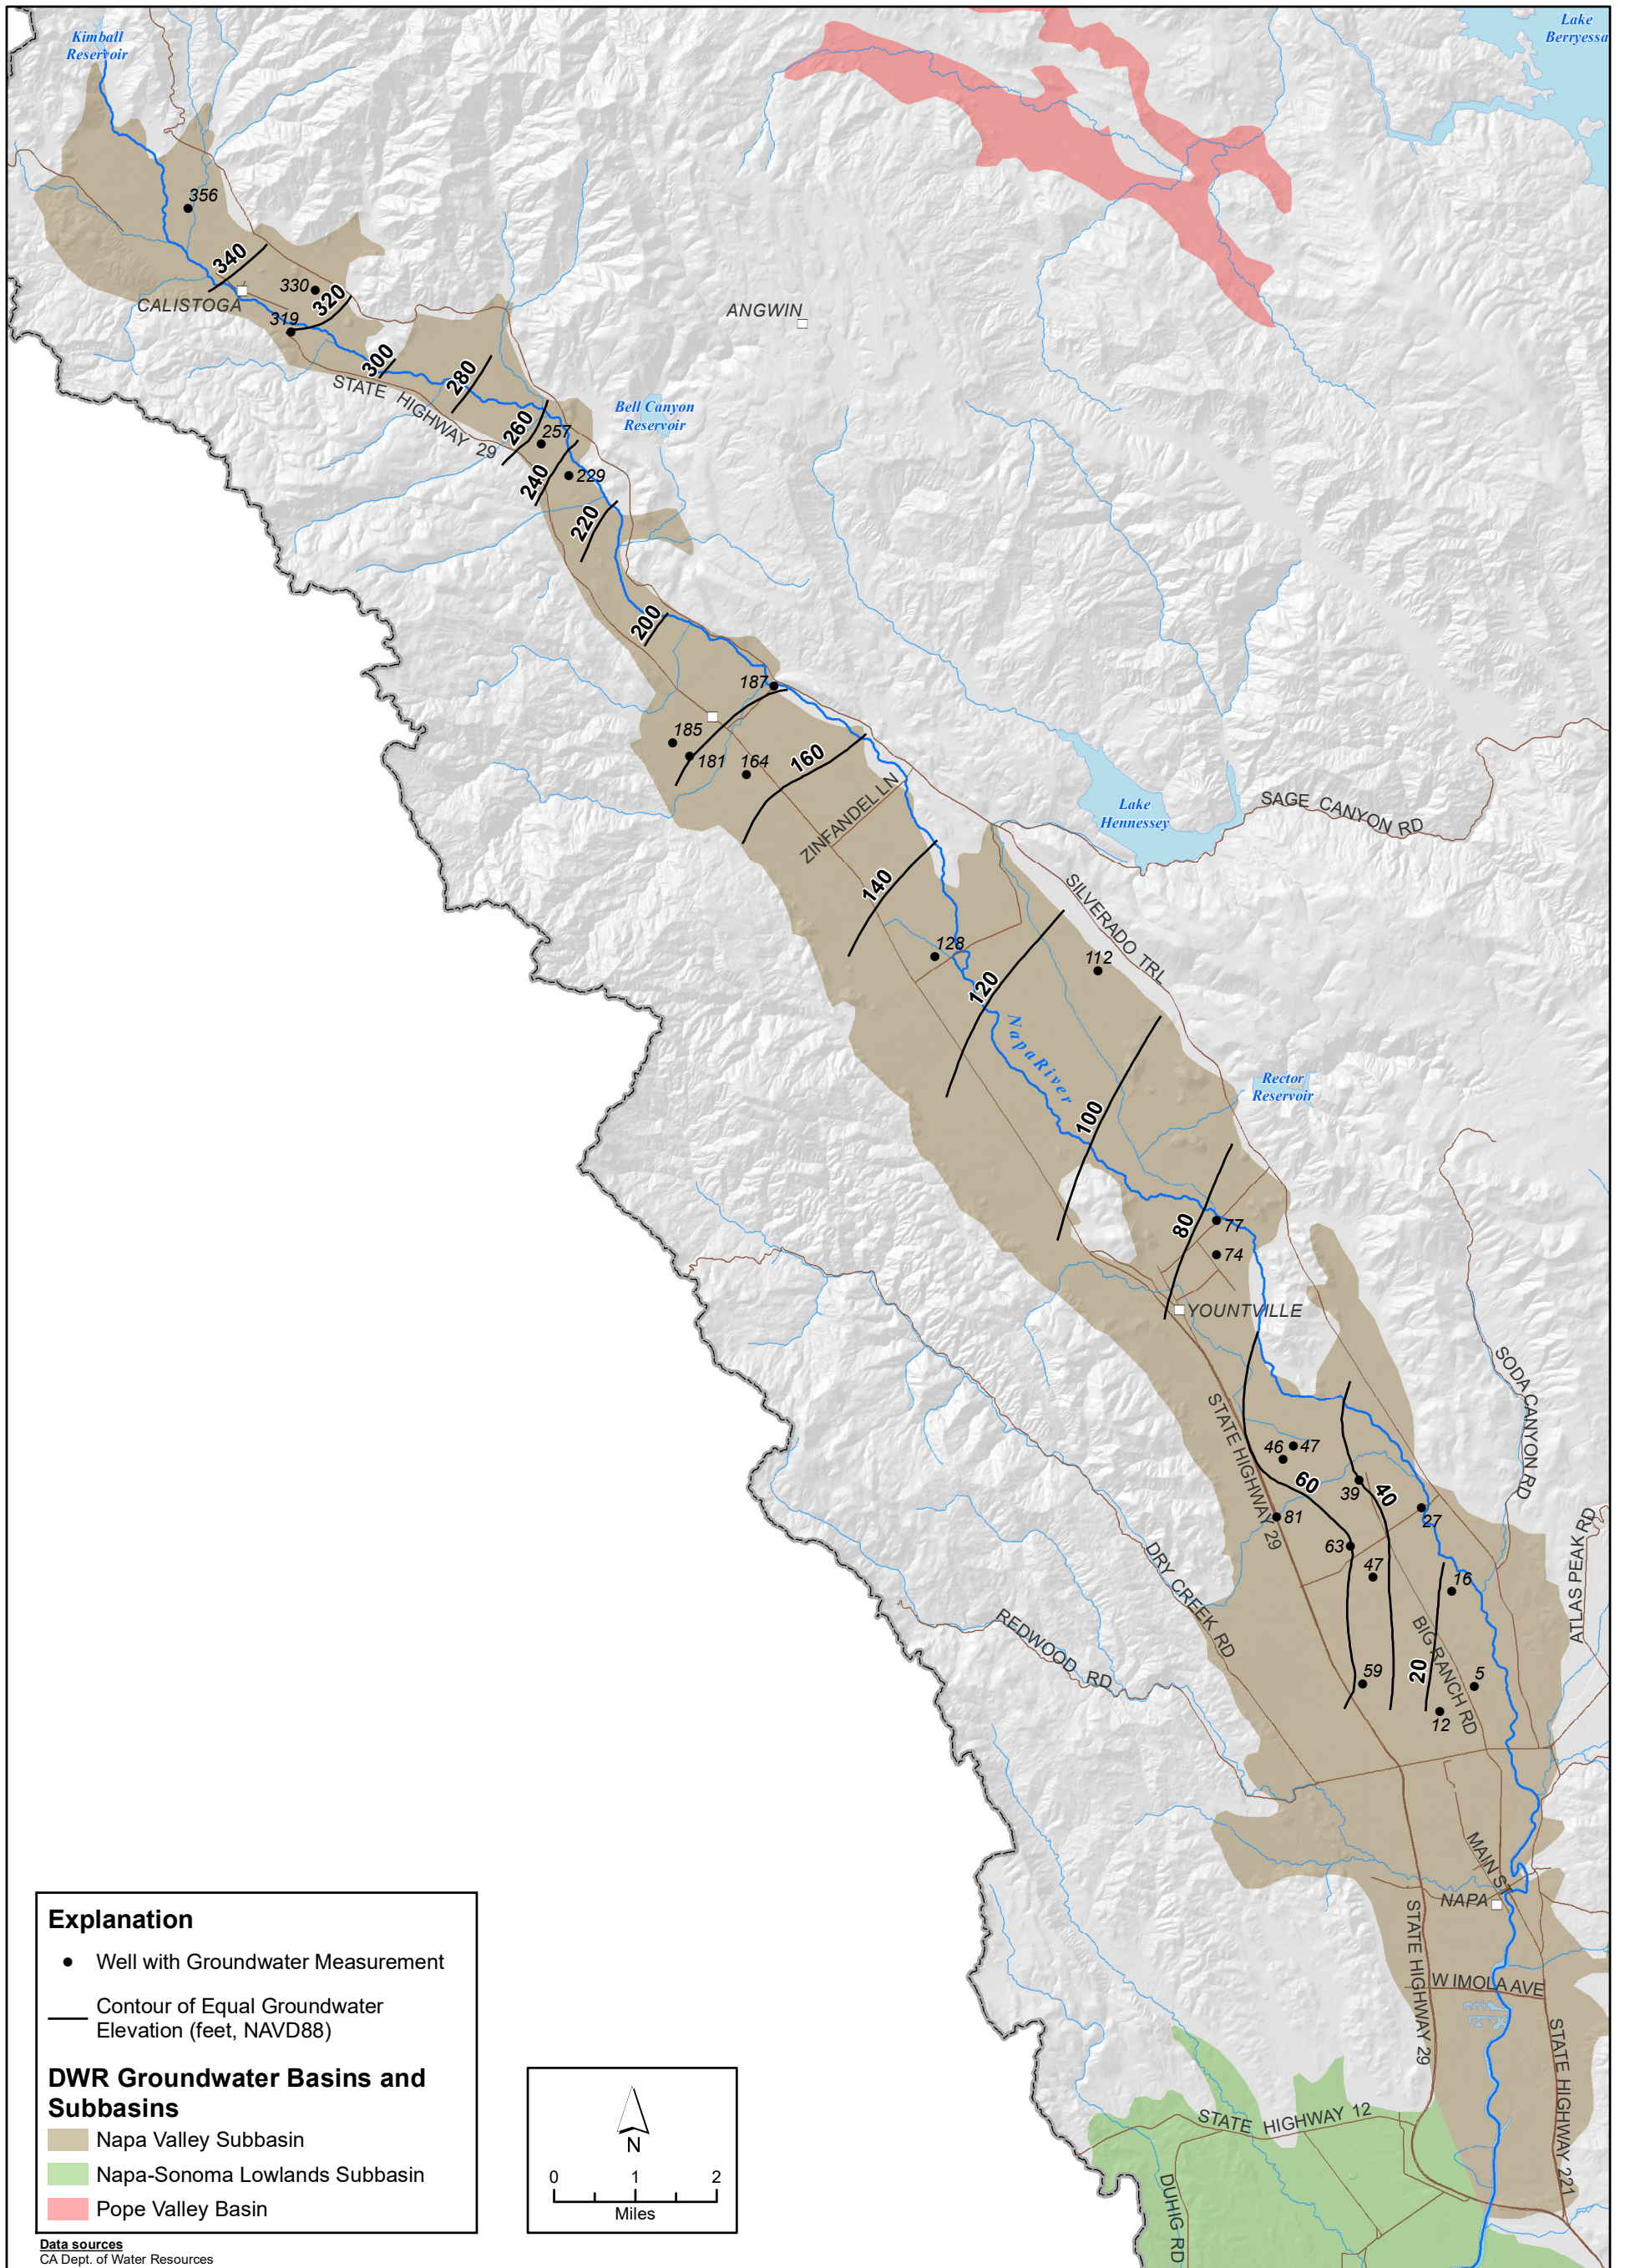 Kimball
Reservoir
Lake
Berryessa
356
340
330
320
CALISTOGA
319
ANGWIN
300
280
STATE HIGHWAY 29
Bell Canyon
Reservoir
260
257
240
229
220
200
187
185
181
164
160
ZINFANDEL LN
Lake
Hennessey
SAGE CANYON RD
140
SILVERADO TRL
128
112
120
Napa River
100
Rector
Reservoir
80
77
74
YOUNTVILLE
SODA CANYON RD
STATE HIGHWAY 29
46
47
60
39
40
27
81
63
47
16
DRY CREEK RD
ATLAS PEAK RD
REDWOOD RD
BIG RANCH RD
20
59
5
12
MAIN ST
NAPA
STATE HIGHWAY 29
W IMOLA AVE
STATE HIGHWAY 221
STATE HIGHWAY 12
DUHIG RD
Explanation
Well with Groundwater Measurement
Contour of Equal Groundwater
Elevation (feet, NAVD88)
DWR Groundwater Basins and
Subbasins
Napa Valley Subbasin
Napa-Sonoma Lowlands Subbasin
Pope Valley Basin
N
0 1 2
Miles
Data sources
CA Dept. of Water Resources